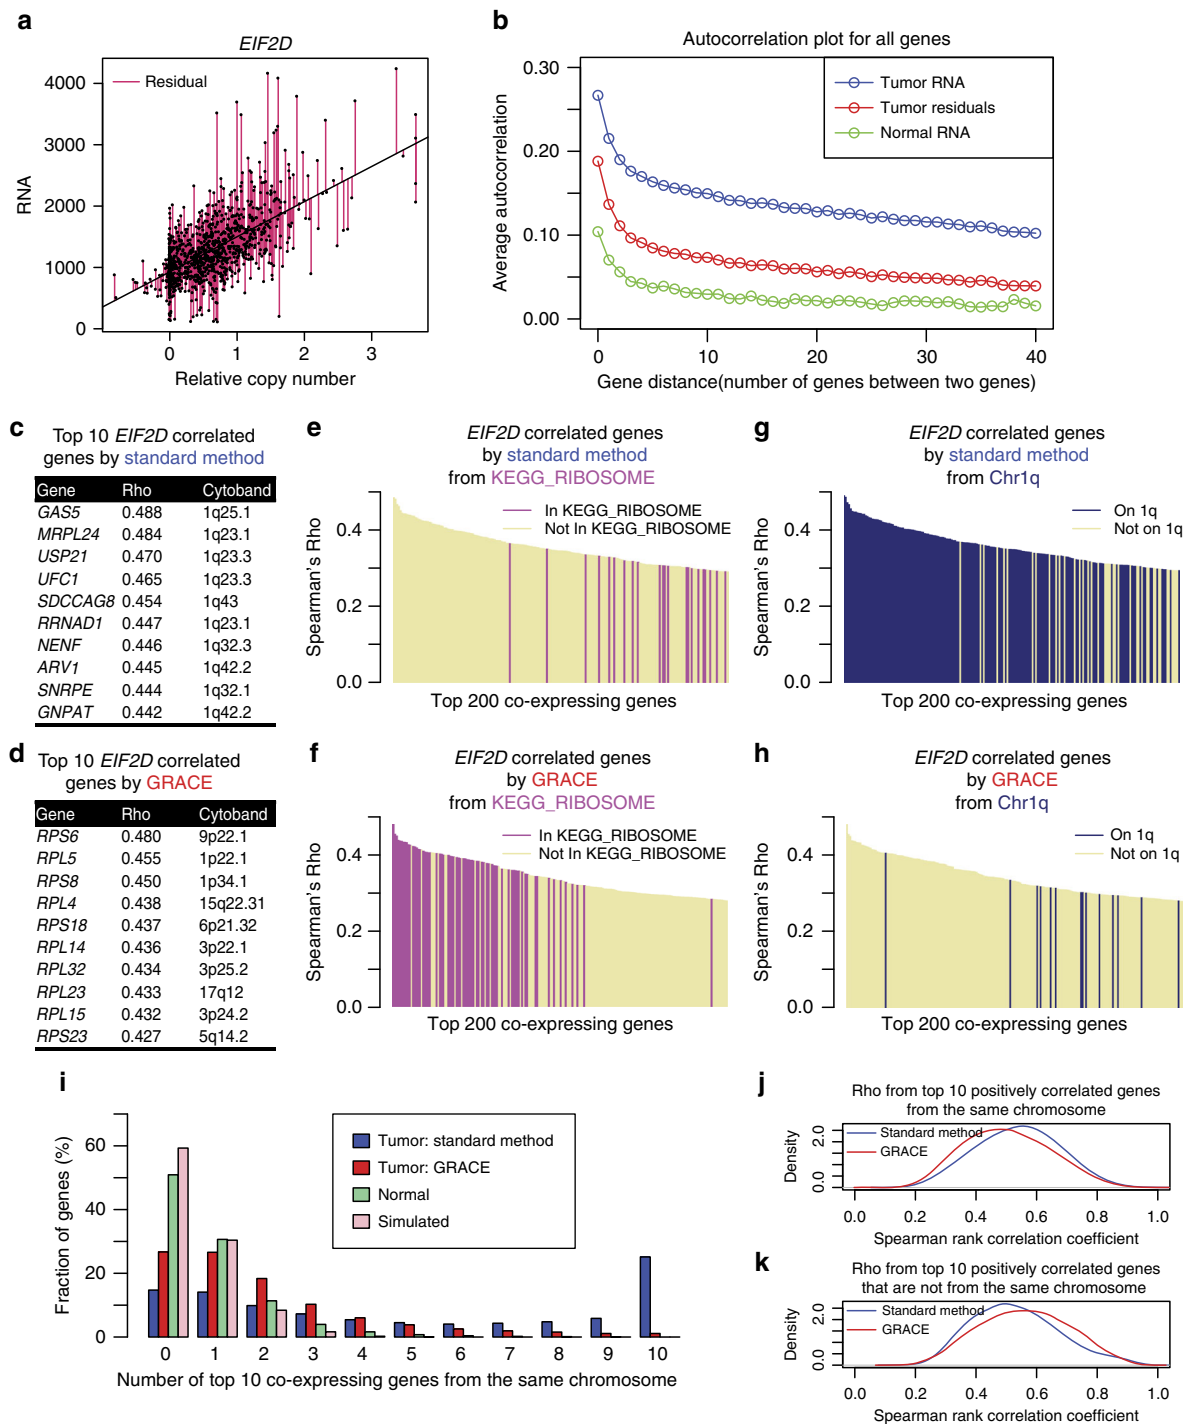 a
EIF2D
Residual
4000
3000
2000
1000
0
RNA
0 1 2 3
Relative copy number
b
Autocorrelation plot for all genes
0.30
0.20
0.10
0.00
Average autocorrelation
Tumor RNA
Tumor residuals
Normal RNA
0 10 20 30 40
Gene distance(number of genes between two genes)
c
Top 10 EIF2D correlated
genes by standard method
Gene Rho Cytoband
GAS5 0.488 1q25.1
MRPL24 0.484 1q23.1
USP21 0.470 1q23.3
UFC1 0.465 1q23.3
SDCCAG8 0.454 1q43
RRNAD1 0.447 1q23.1
NENF 0.446 1q32.3
ARV1 0.445 1q42.2
SNRPE 0.444 1q32.1
GNPAT 0.442 1q42.2
d
Top 10 EIF2D correlated
genes by GRACE
Gene Rho Cytoband
RPS6 0.480 9p22.1
RPL5 0.455 1p22.1
RPS8 0.450 1p34.1
RPL4 0.438 15q22.31
RPS18 0.437 6p21.32
RPL14 0.436 3p22.1
RPL32 0.434 3p25.2
RPL23 0.433 17q12
RPL15 0.432 3p24.2
RPS23 0.427 5q14.2
e
EIF2D correlated genes
by standard method
from KEGG_RIBOSOME
In KEGG_RIBOSOME
Not In KEGG_RIBOSOME
0.4
0.2
0.0
Spearman's Rho
Top 200 co-expressing genes
f
EIF2D correlated genes
by GRACE
from KEGG_RIBOSOME
In KEGG_RIBOSOME
Not In KEGG_RIBOSOME
0.4
0.2
0.0
Spearman's Rho
Top 200 co-expressing genes
g
EIF2D correlated genes
by standard method
from Chr1q
On 1q
Not on 1q
0.4
0.2
0.0
Spearman's Rho
Top 200 co-expressing genes
h
EIF2D correlated genes
by GRACE
from Chr1q
On 1q
Not on 1q
0.4
0.2
0.0
Spearman's Rho
Top 200 co-expressing genes
i
60
40
20
0
Fraction of genes (%)
Tumor: standard method
Tumor: GRACE
Normal
Simulated
0 1 2 3 4 5 6 7 8 9 10
Number of top 10 co-expressing genes from the same chromosome
j
Rho from top 10 positively correlated genes
from the same chromosome
Standard method
GRACE
2.0
0.0
Density
0.0 0.2 0.4 0.6 0.8 1.0
Spearman rank correlation coefficient
k
Rho from top 10 positively correlated genes
that are not from the same chromosome
Standard method
GRACE
2.0
0.0
Density
0.0 0.2 0.4 0.6 0.8 1.0
Spearman rank correlation coefficient